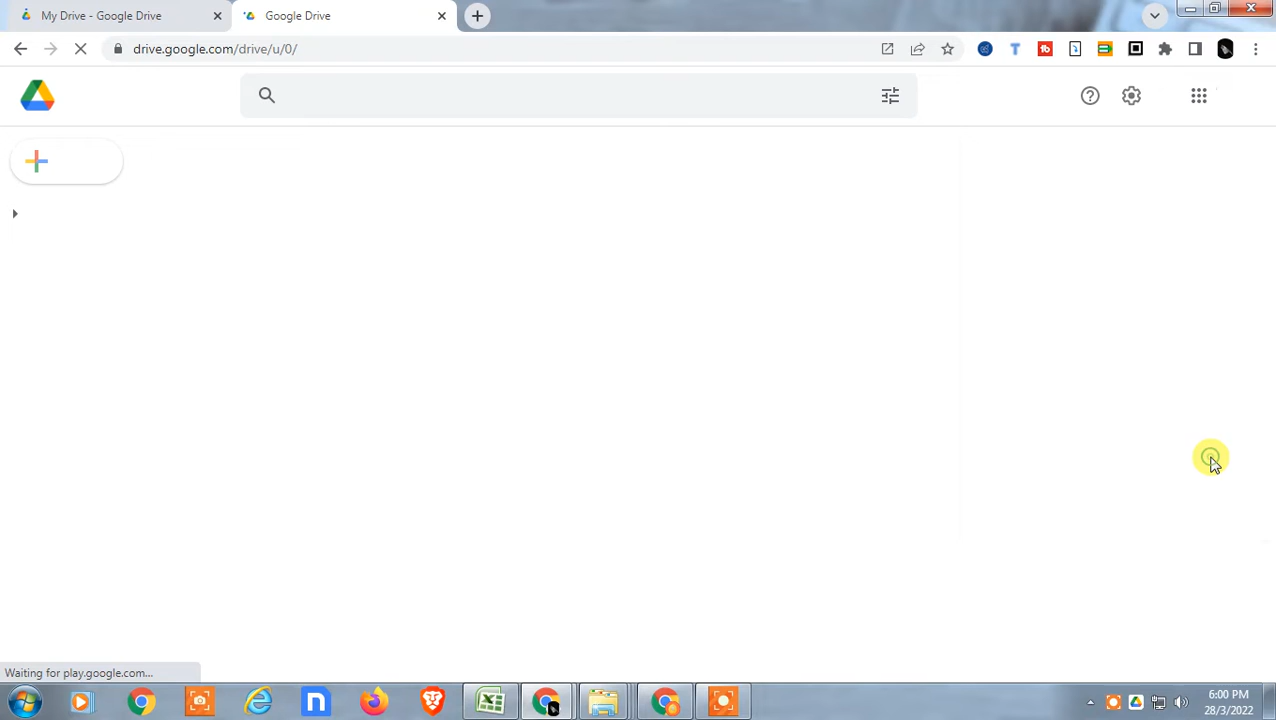 My Drive - Google Drive
Google Drive
drive.google.com/drive/u/0/
Waiting for play.google.com...
6:00 PM
28/3/2022